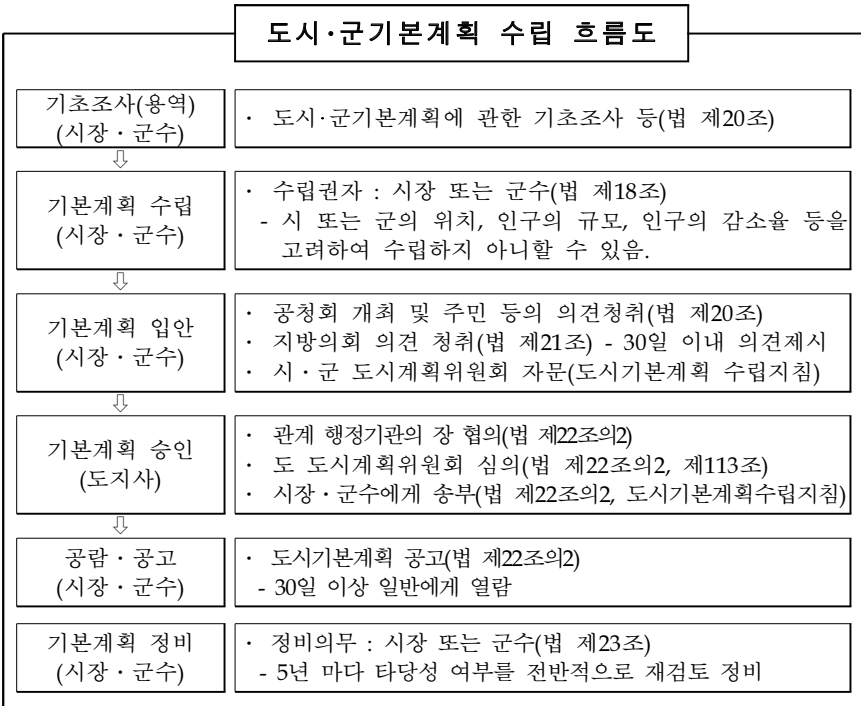 도시·군기본계획 수립 흐름도
기초조사(용역)
(시장·군수)
· 도시·군기본계획에 관한 기초조사 등(법 제20조)
⇩
기본계획 수립
(시장·군수)
· 수립권자 : 시장 또는 군수(법 제18조)
- 시 또는 군의 위치, 인구의 규모, 인구의 감소율 등을
고려하여 수립하지 아니할 수 있음.
⇩
기본계획 입안
(시장·군수)
· 공청회 개최 및 주민 등의 의견청취(법 제20조)
· 지방의회 의견 청취(법 제21조) - 30일 이내 의견제시
· 시·군 도시계획위원회 자문(도시기본계획 수립지침)
⇩
기본계획 승인
(도지사)
· 관계 행정기관의 장 협의(법 제22조의2)
· 도 도시계획위원회 심의(법 제22조의2, 제113조)
· 시장·군수에게 송부(법 제22조의2, 도시기본계획수립지침)
⇩
공람·공고
(시장·군수)
· 도시기본계획 공고(법 제22조의2)
- 30일 이상 일반에게 열람
기본계획 정비
(시장·군수)
· 정비의무 : 시장 또는 군수(법 제23조)
- 5년 마다 타당성 여부를 전반적으로 재검토 정비